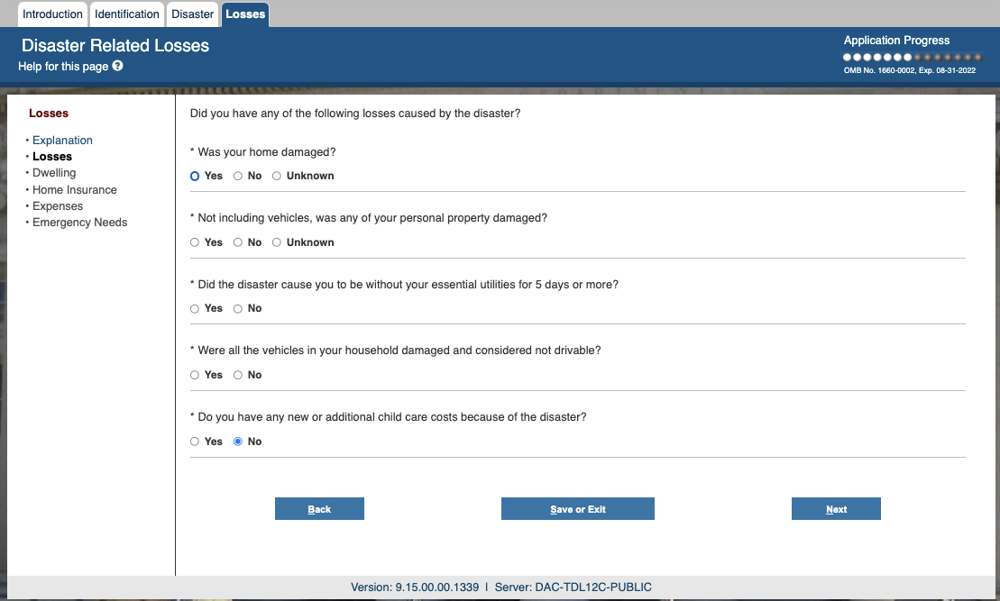 Introduction Identification Disaster Losses
Disaster Related Losses
Help for this page ?
Application Progress
OMB No. 1660-0002, Exp. 08-31-2022
Losses
• Explanation
• Losses
• Dwelling
• Home Insurance
• Expenses
• Emergency Needs
Did you have any of the following losses caused by the disaster?
* Was your home damaged?
Yes No Unknown
* Not including vehicles, was any of your personal property damaged?
Yes No Unknown
* Did the disaster cause you to be without your essential utilities for 5 days or more?
Yes No
* Were all the vehicles in your household damaged and considered not drivable?
Yes No
* Do you have any new or additional child care costs because of the disaster?
Yes No
Back Save or Exit Next
Version: 9.15.00.00.1339 | Server: DAC-TDL12C-PUBLIC